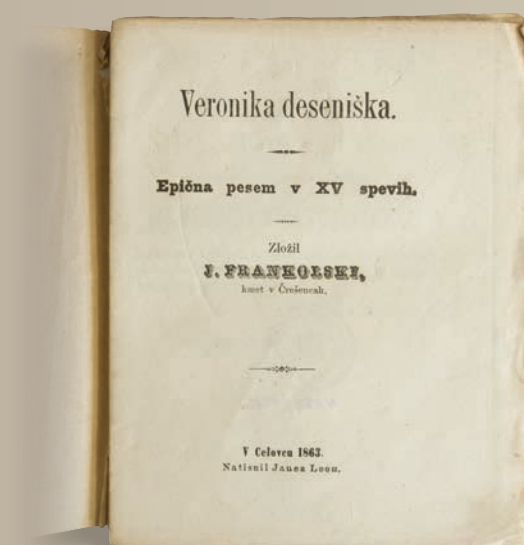 Veronika deseniška.
Epična pesem v XV spevih.
Zložil
J. FRANKOLSKI,
kmet v Črešencah.
V Celovcu 1863.
Natisnil Janez Leon.